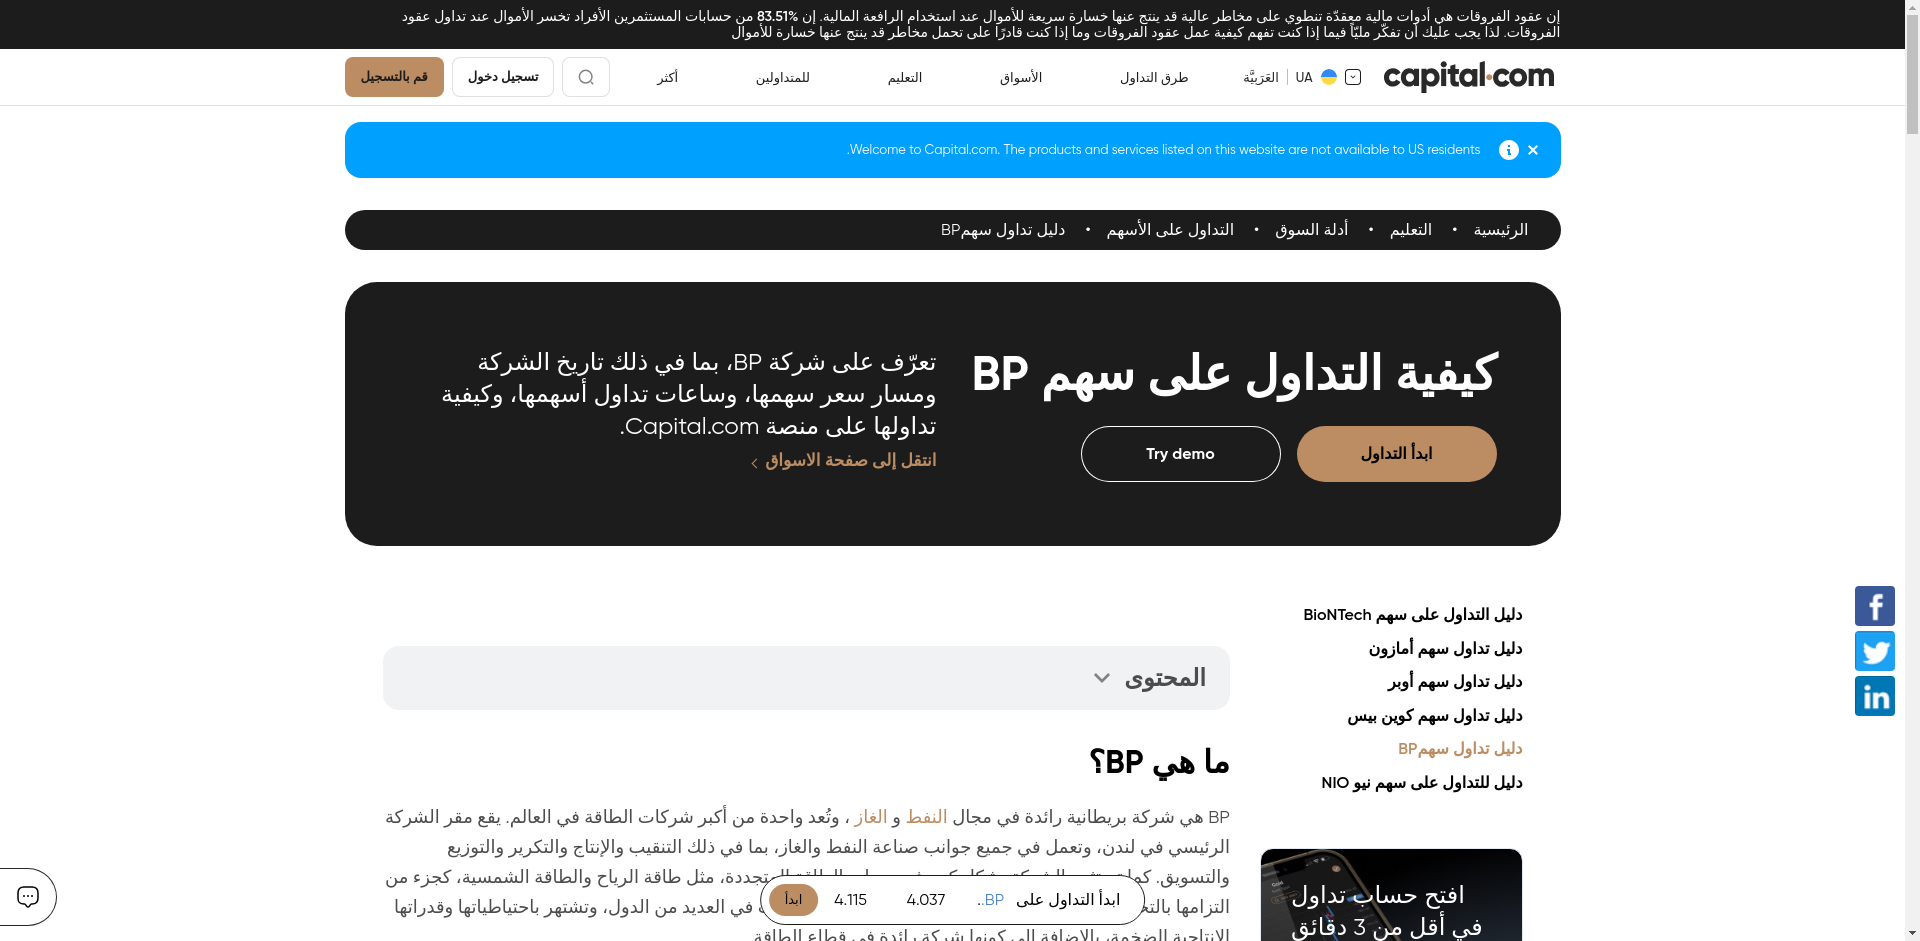 إن عقود الفروقات هي أدوات مالية معقدّة تنطوي على مخاطر عالية قد ينتج عنها خسارة سريعة للأموال عند استخدام الرافعة المالية. إن 83.51% من حسابات المستثمرين الأفراد تخسر الأموال عند تداول عقود
الفروقات. لذا يجب عليك أن تفكّر مليّاً فيما إذا كنت تفهم كيفية عمل عقود الفروقات وما إذا كنت قادرًا على تحمل مخاطر قد ينتج عنها خسارة للأموال
capital.com
UA
العَرَبِيَّة
طرق التداول
الأسواق
التعليم
للمتداولين
أكثر
تسجيل دخول
قم بالتسجيل
Welcome to Capital.com. The products and services listed on this website are not available to US residents.
الرئيسية • التعليم • أدلة السوق • التداول على الأسهم • دليل تداول سهمBP
كيفية التداول على سهم BP
ابدأ التداول
Try demo
تعرّف على شركة BP، بما في ذلك تاريخ الشركة
ومسار سعر سهمها، وساعات تداول أسهمها، وكيفية
تداولها على منصة Capital.com.
انتقل إلى صفحة الاسواق
دليل التداول على سهم BioNTech
دليل تداول سهم أمازون
دليل تداول سهم أوبر
دليل تداول سهم كوين بيس
دليل تداول سهمBP
دليل للتداول على سهم نيو NIO
افتح حساب تداول
في أقل من 3 دقائق
المحتوى
ما هي BP؟
BP هي شركة بريطانية رائدة في مجال النفط و الغاز ، وتُعد واحدة من أكبر شركات الطاقة في العالم. يقع مقر الشركة
الرئيسي في لندن، وتعمل في جميع جوانب صناعة النفط والغاز، بما في ذلك التنقيب والإنتاج والتكرير والتوزيع
والتسويق. المتجددة، مثل طاقة الرياح والطاقة الشمسية، كجزء من
التزامها في العديد من الدول، وتشتهر باحتياطياتها وقدراتها
الإنتاجية الضخمة، بالإضافة إلى كونها شركة رائدة في قطاع الطاقة
ابدأ التداول على BP..
4.037
4.115
ابدأ